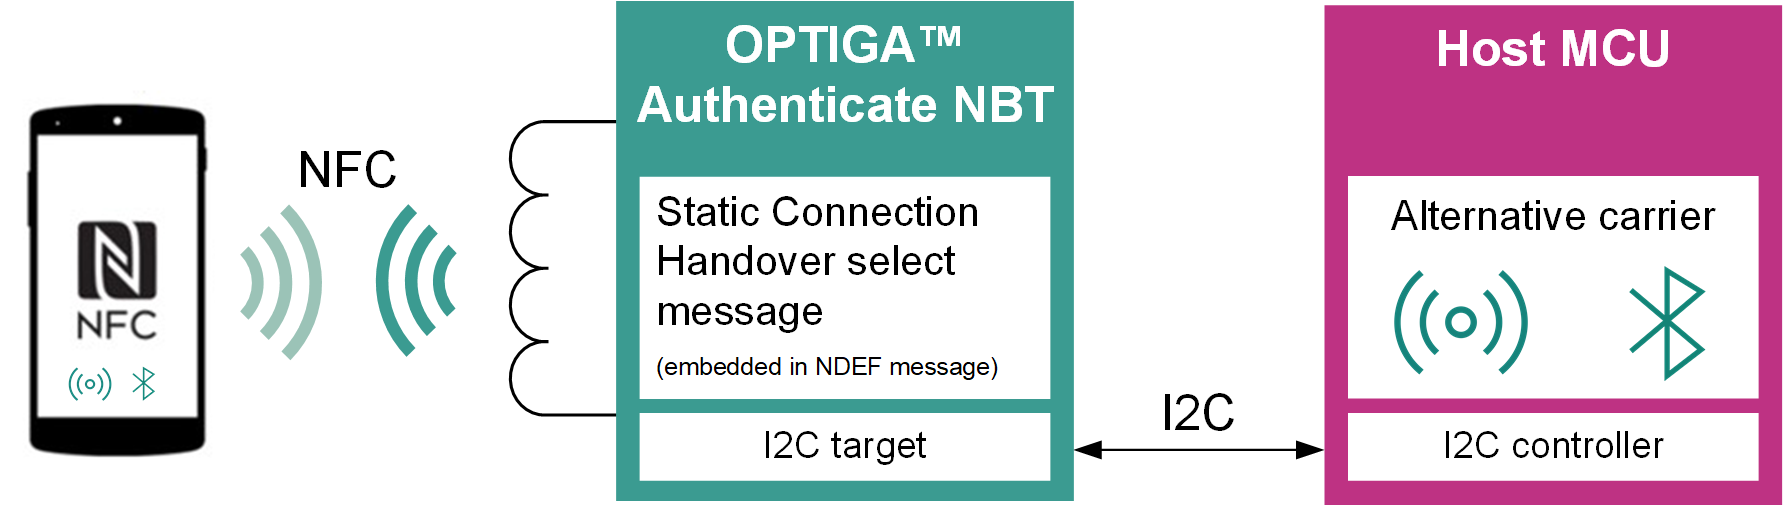 NFC
NFC
OPTIGA™
Authenticate NBT
Static Connection
Handover select
message
(embedded in NDEF message)
I2C target
I2C
Host MCU
Alternative carrier
I2C controller